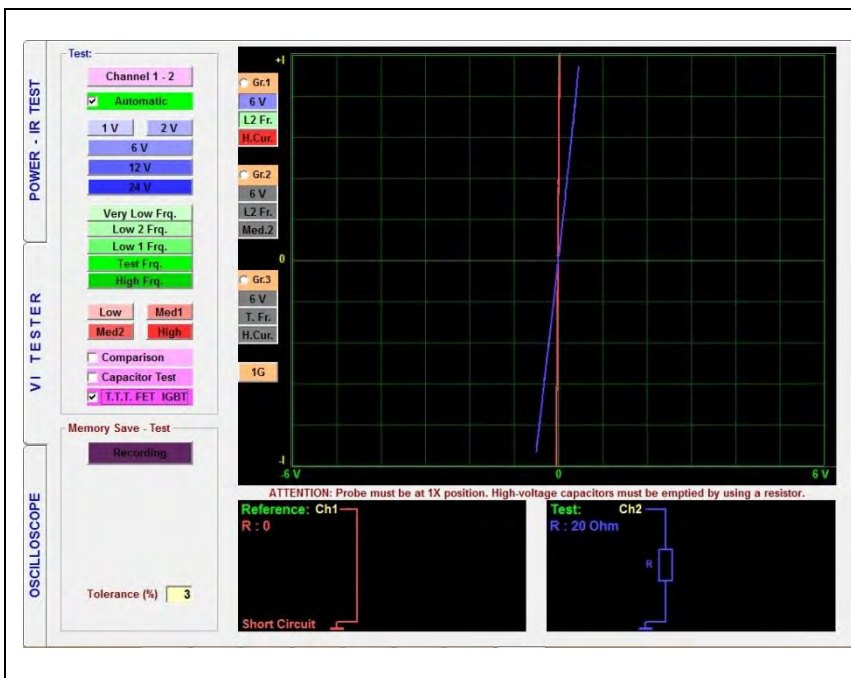 POWER - IR TEST
VI TESTER
OSCILLOSCOPE
Test:
Channel 1 - 2
Automatic
1 V
2 V
6 V
12 V
24 V
Very Low Frq.
Low 2 Frq.
Low 1 Frq.
Test Frq.
High Frq.
Low
Med1
Med2
High
Comparison
Capacitor Test
T.T.T. FET IGBT
Memory Save - Test
Recording
Tolerance (%) 3
Gr.1
6 V
L2 Fr.
H.Cur.
Gr.2
6 V
L2 Fr.
Med.2
Gr.3
6 V
T. Fr.
H.Cur.
1G
+I
0
-I
-6 V
0
6 V
ATTENTION: Probe must be at 1X position. High-voltage capacitors must be emptied by using a resistor.
Reference: Ch1
R : 0
Short Circuit
Test: Ch2
R : 20 Ohm
R